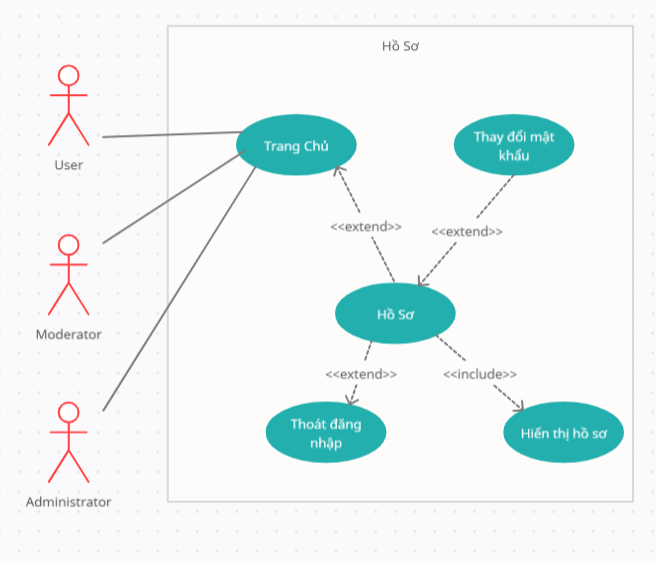 Hồ Sơ
User
Trang Chủ
Thay đổi mật
khẩu
<<extend>>
<<extend>>
Moderator
Hồ Sơ
<<extend>>
<<include>>
Thoát đăng
nhập
Hiển thị hồ sơ
Administrator